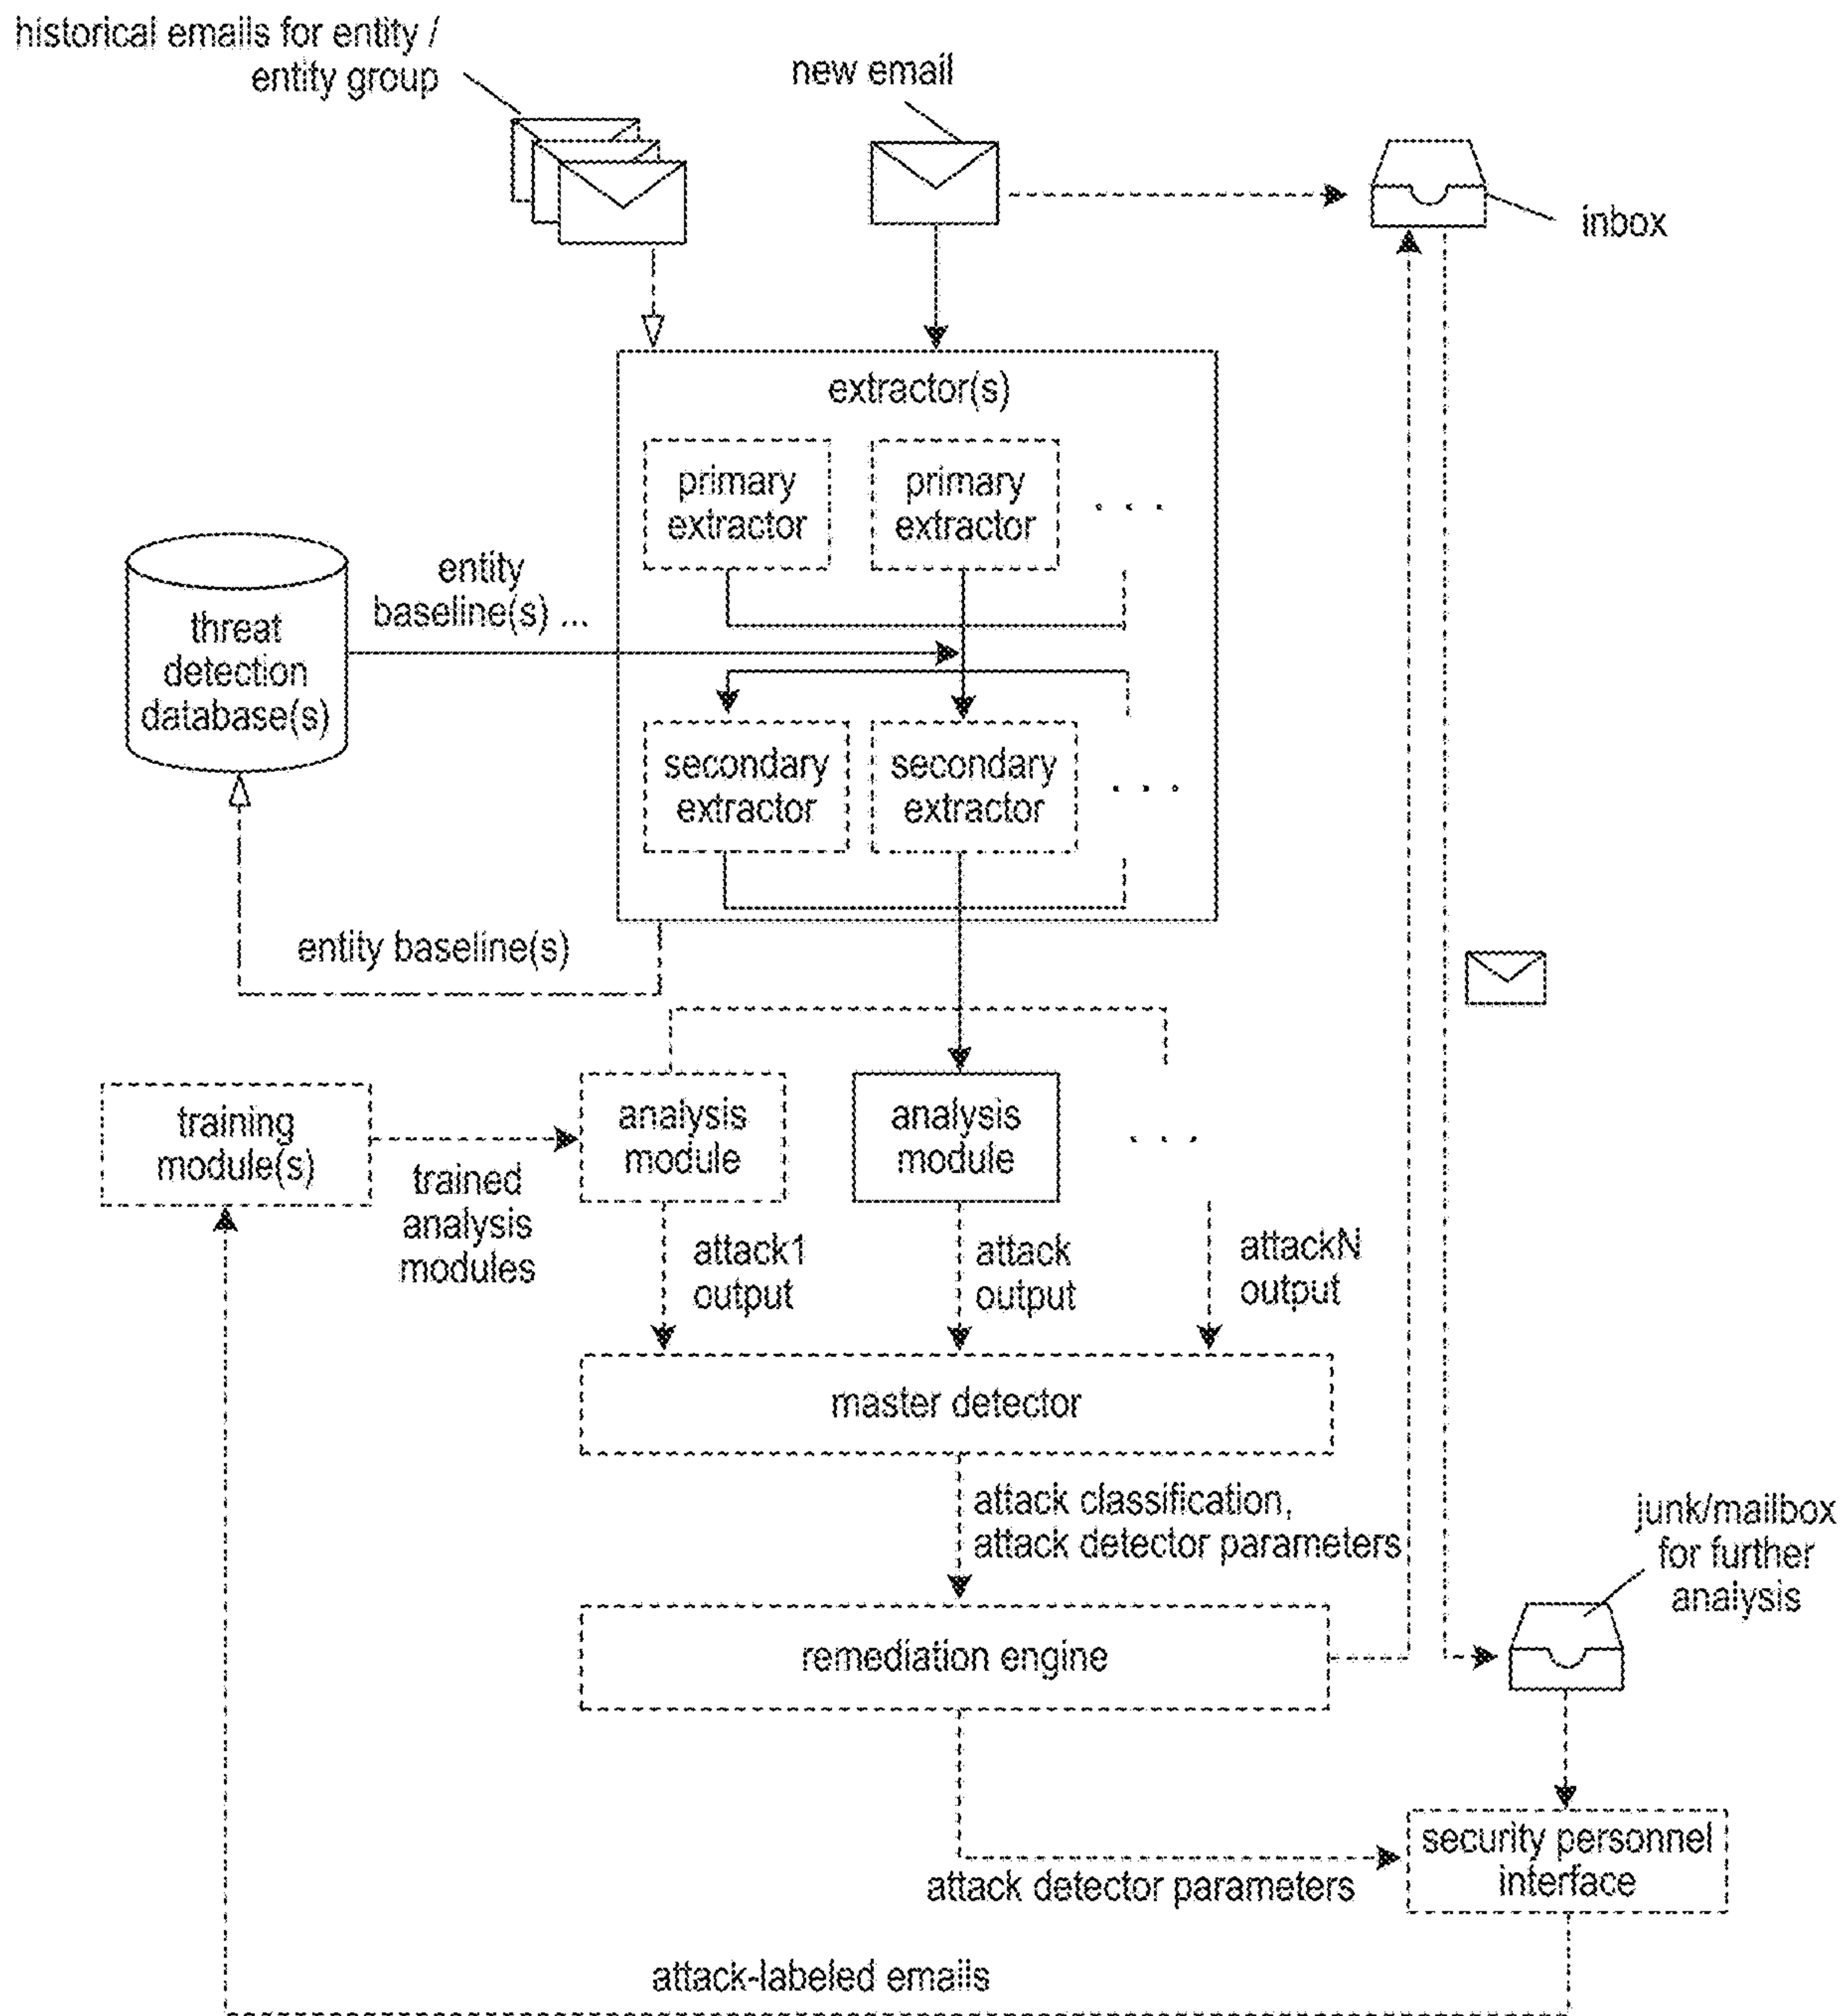 historical emails for entity /
entity group
new email
inbox
extractor(s)
primary
extractor
primary
extractor
. . .
entity
baseline(s) ...
threat
detection
database(s)
secondary
extractor
secondary
extractor
. . .
entity baseline(s)
training
module(s)
trained
analysis
modules
analysis
module
analysis
module
. . .
attack1
output
attack
output
attackN
output
master detector
attack classification,
attack detector parameters
junk/mailbox
for further
analysis
remediation engine
security personnel
interface
attack detector parameters
attack-labeled emails